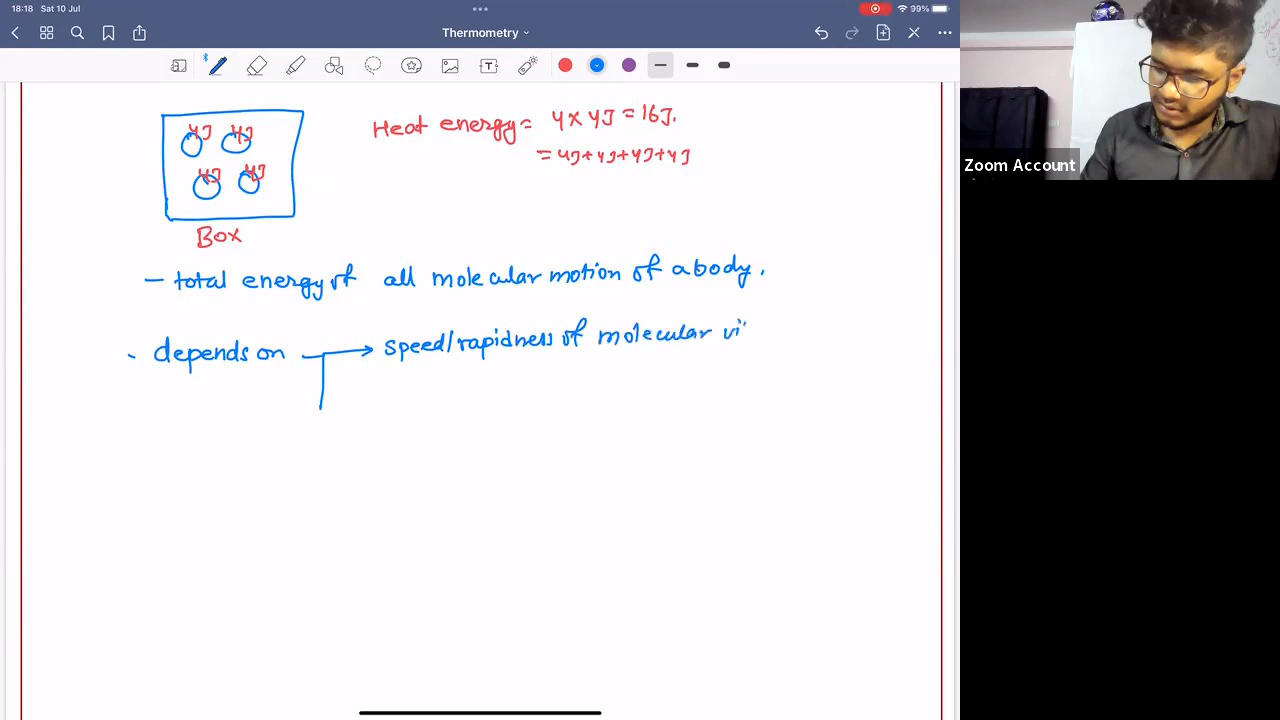 18:18 Sat 10 Jul
99%
Thermometry
Zoom Account
4J 4J
4J 4J
Box
Heat energy = 4 x 4J = 16J.
= 4J + 4J + 4J + 4J
— total energy of all molecular motion of a body.
depends on → speed/rapidness of molecular vi